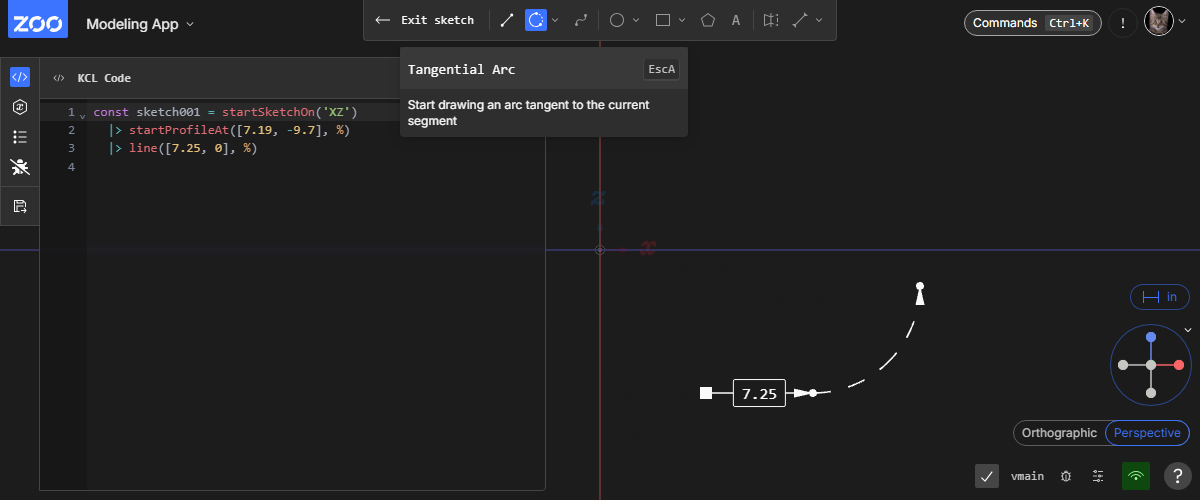 ZOO
Modeling App
Exit sketch
A
Commands Ctrl+K
!
Tangential Arc EscA
Start drawing an arc tangent to the current
segment
KCL Code
1 const sketch001 = startSketchOn('XZ')
2 |> startProfileAt([7.19, -9.7], %)
3 |> line([7.25, 0], %)
4
z
x
in
7.25
Orthographic Perspective
vmain
?